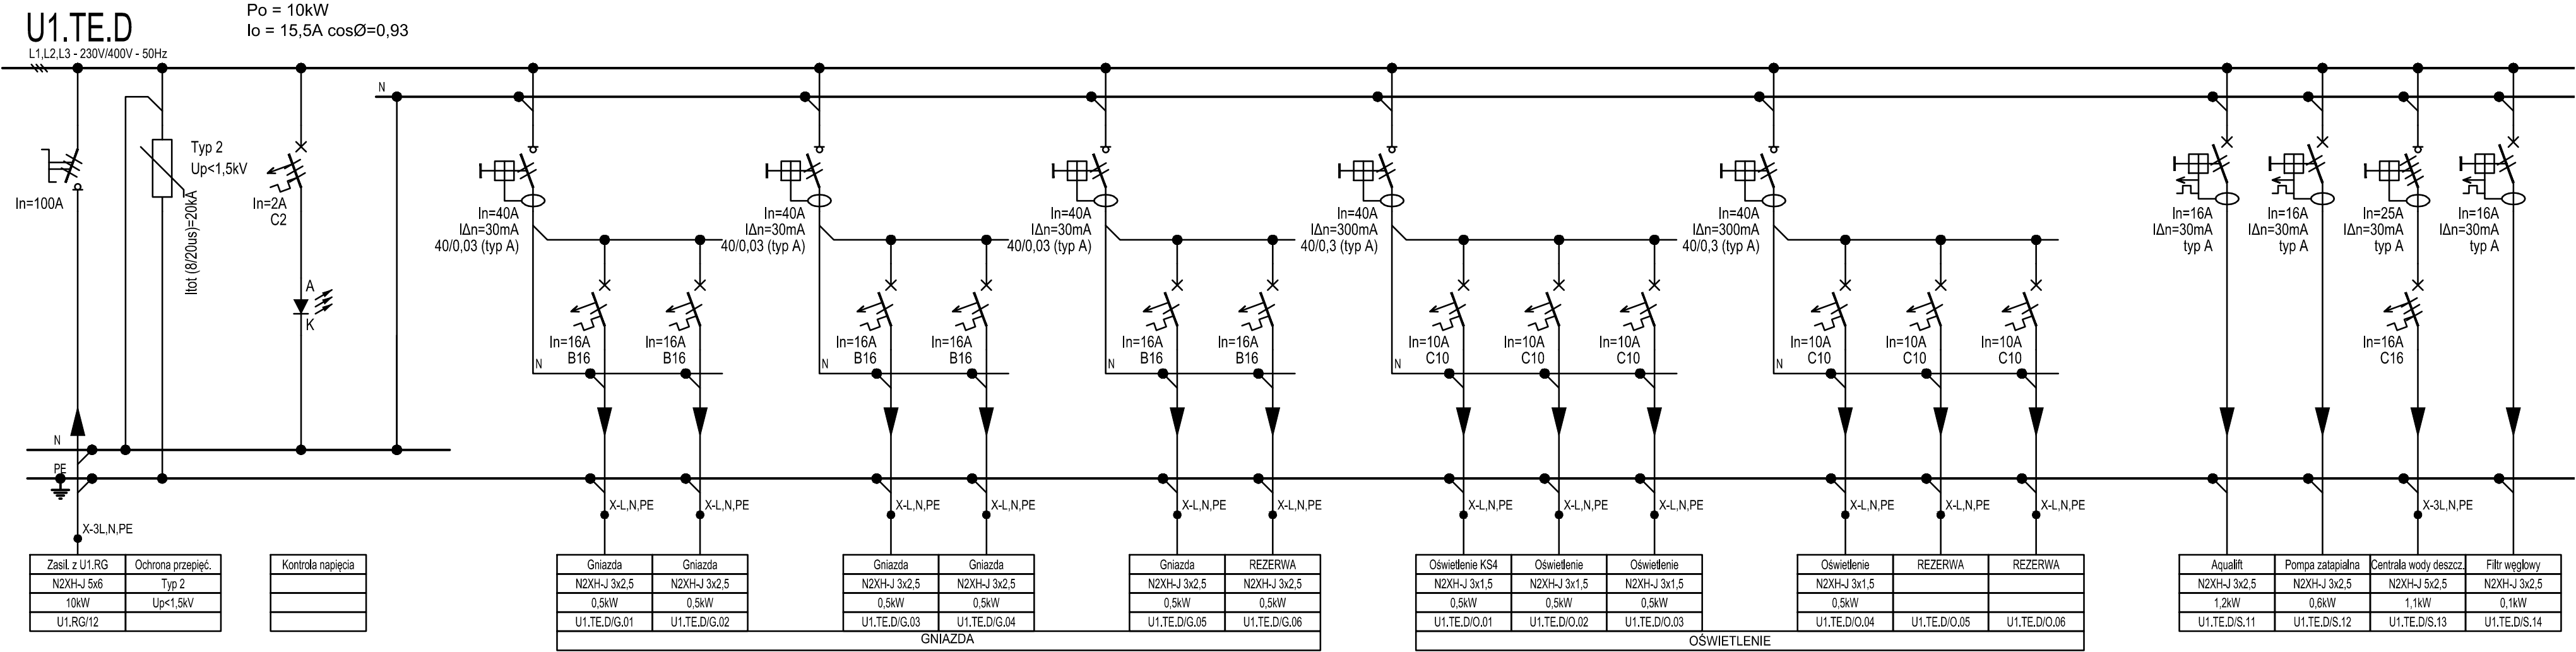 U1.TE.D
L1,L2,L3 - 230V/400V - 50Hz
Po = 10kW
Io = 15,5A cosØ=0,93
N
In=100A
Typ 2
Up<1,5kV
Itot (8/20us)=20kA
In=2A
C2
A
K
In=40A
IΔn=30mA
40/0,03 (typ A)
In=40A
IΔn=30mA
40/0,03 (typ A)
In=40A
IΔn=30mA
40/0,03 (typ A)
In=40A
IΔn=300mA
40/0,3 (typ A)
In=40A
IΔn=300mA
40/0,3 (typ A)
In=16A
IΔn=30mA
typ A
In=16A
IΔn=30mA
typ A
In=25A
IΔn=30mA
typ A
In=16A
IΔn=30mA
typ A
In=16A
B16
In=16A
B16
In=16A
B16
In=16A
B16
In=16A
B16
In=16A
B16
In=10A
C10
In=10A
C10
In=10A
C10
In=10A
C10
In=10A
C10
In=10A
C10
In=16A
C16
N
N
N
N
N
N
PE
X-3L,N,PE
X-L,N,PE
X-L,N,PE
X-L,N,PE
X-L,N,PE
X-L,N,PE
X-L,N,PE
X-L,N,PE
X-L,N,PE
X-L,N,PE
X-L,N,PE
X-L,N,PE
X-L,N,PE
X-3L,N,PE
Zasil. z U1.RG Ochrona przepięć. Kontrola napięcia Gniazda Gniazda Gniazda Gniazda Gniazda REZERWA Oświetlenie KS4 Oświetlenie Oświetlenie Oświetlenie REZERWA REZERWA Aqualift Pompa zatapialna Centrala wody deszcz. Filtr węglowy
N2XH-J 5x6 Typ 2 N2XH-J 3x2,5 N2XH-J 3x2,5 N2XH-J 3x2,5 N2XH-J 3x2,5 N2XH-J 3x2,5 N2XH-J 3x2,5 N2XH-J 3x1,5 N2XH-J 3x1,5 N2XH-J 3x1,5 N2XH-J 3x1,5 N2XH-J 3x2,5 N2XH-J 3x2,5 N2XH-J 5x2,5 N2XH-J 3x2,5
10kW Up<1,5kV 0,5kW 0,5kW 0,5kW 0,5kW 0,5kW 0,5kW 0,5kW 0,5kW 0,5kW 0,5kW 1,2kW 0,6kW 1,1kW 0,1kW
U1.RG/12 U1.TE.D/G.01 U1.TE.D/G.02 U1.TE.D/G.03 U1.TE.D/G.04 U1.TE.D/G.05 U1.TE.D/G.06 U1.TE.D/O.01 U1.TE.D/O.02 U1.TE.D/O.03 U1.TE.D/O.04 U1.TE.D/O.05 U1.TE.D/O.06 U1.TE.D/S.11 U1.TE.D/S.12 U1.TE.D/S.13 U1.TE.D/S.14
GNIAZDA OŚWIETLENIE